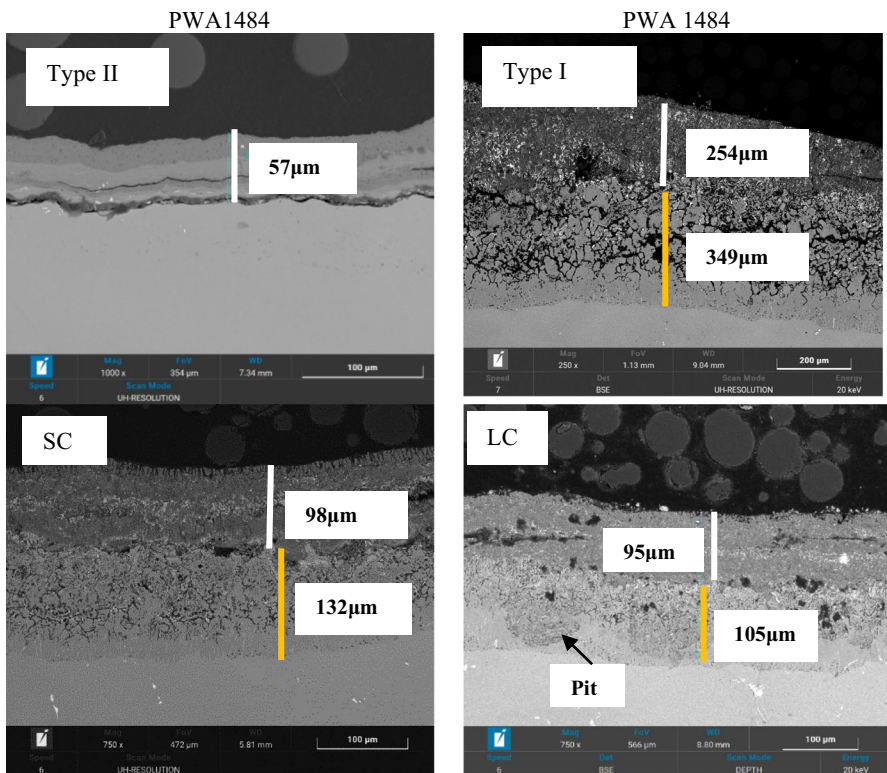 PWA1484
PWA 1484
Type II
57μm
Mag
FoV
WD
1000 x
354 μm
7.34 mm
100 μm
Speed
Scan Mode
6
UH-RESOLUTION
Type I
254μm
349μm
Mag
FoV
WD
250 x
1.13 mm
9.04 mm
200 μm
Speed
Det
Scan Mode
Energy
7
BSE
UH-RESOLUTION
20 keV
SC
98μm
132μm
Mag
FoV
WD
750 x
472 μm
5.81 mm
100 μm
Speed
Scan Mode
6
UH-RESOLUTION
LC
95μm
105μm
Pit
Mag
FoV
WD
750 x
566 μm
8.80 mm
100 μm
Speed
Det
Scan Mode
Energy
6
BSE
DEPTH
20 keV